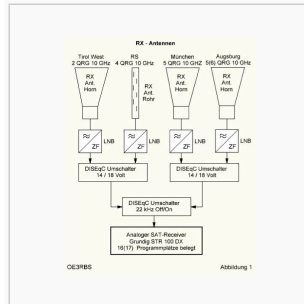 RX - Antennen
Tirol West RS München Augsburg
2 QRG 10 GHz 4 QRG 10 GHz 5 QRG 10 GHZ 5(6) QRG 10 GHz
RX RX RX RX
Ant. Ant. Ant. Ant.
Horn Rohr Horn Horn
≈ LNB ≈ LNB ≈ LNB ≈ LNB
ZF ZF ZF ZF
DISEqC Umschalter DISEqC Umschalter
14 / 18 Volt 14 / 18 Volt
DISEqC Umschalter
22 kHz Off/On
Analoger SAT-Receiver
Grundig STR 100 DX
16(17) Programmplätze belegt
OE3RBS Abbildung 1